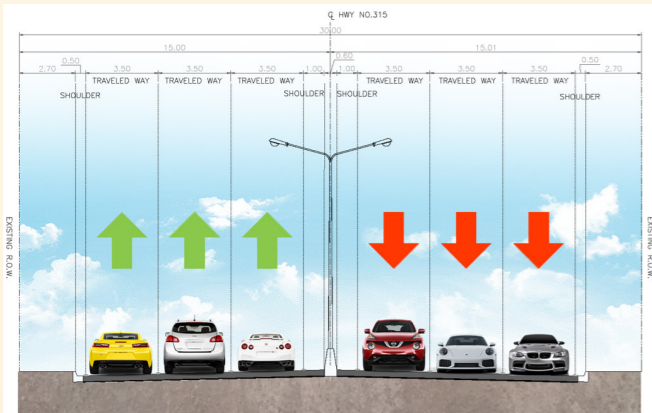 ℄ HWY NO.315
30.00
15.00 15.01
0.50 0.60 0.50
2.70 3.50 3.50 3.50 1.00 1.00 3.50 3.50 3.50 2.70
TRAVELED WAY TRAVELED WAY TRAVELED WAY TRAVELED WAY TRAVELED WAY TRAVELED WAY
SHOULDER SHOULDER SHOULDER SHOULDER
EXISTING R.O.W.
EXISTING R.O.W.